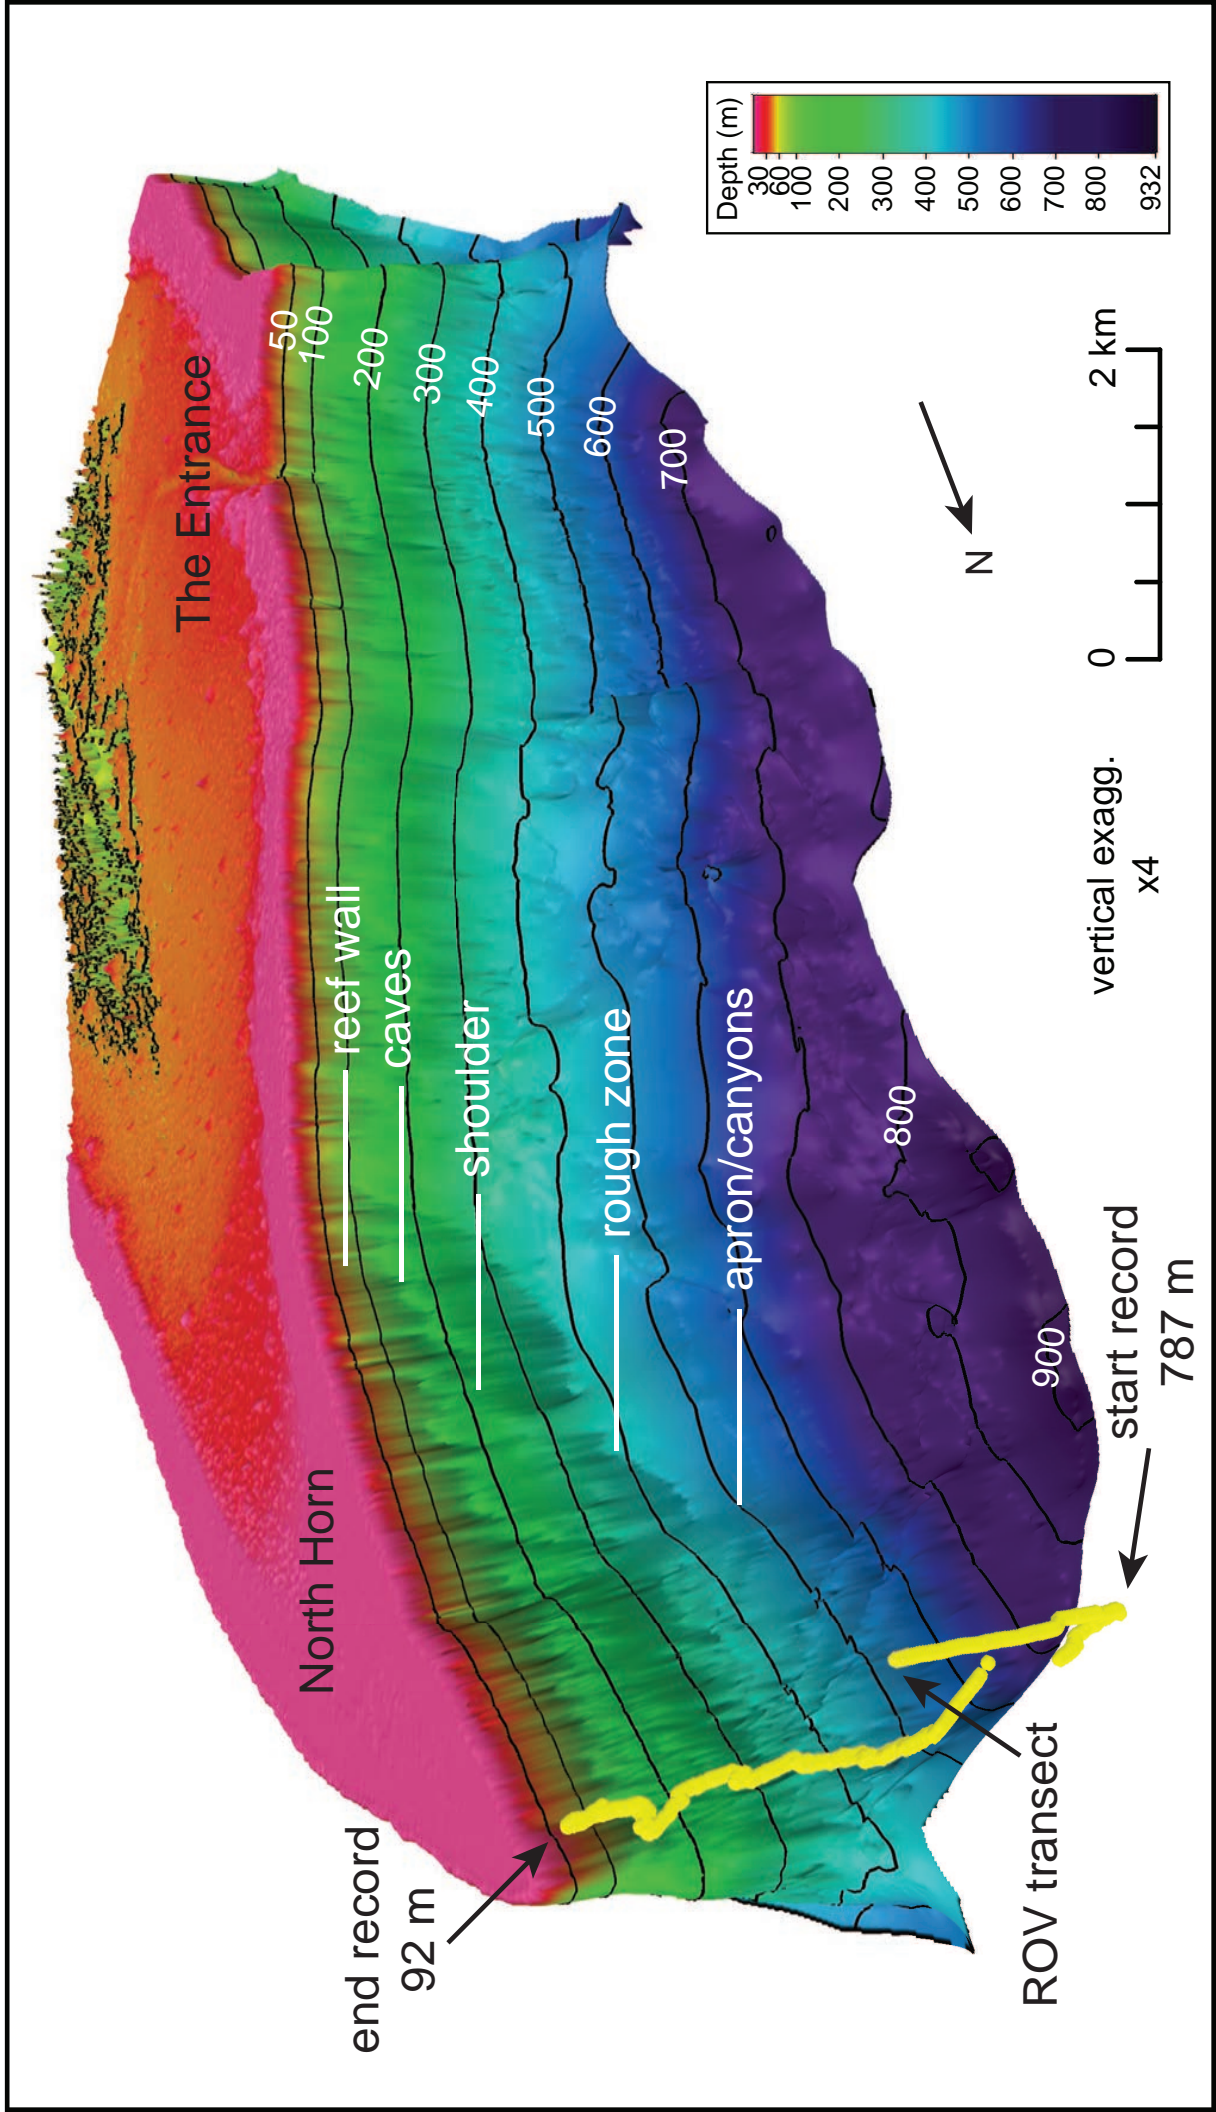 The Entrance
North Horn
50
100
200
300
400
500
600
700
800
900
reef wall
caves
shoulder
rough zone
apron/canyons
end record
92 m
ROV transect
start record
787 m
vertical exagg.
x4
0
2 km
N
Depth (m)
30
60
100
200
300
400
500
600
700
800
932